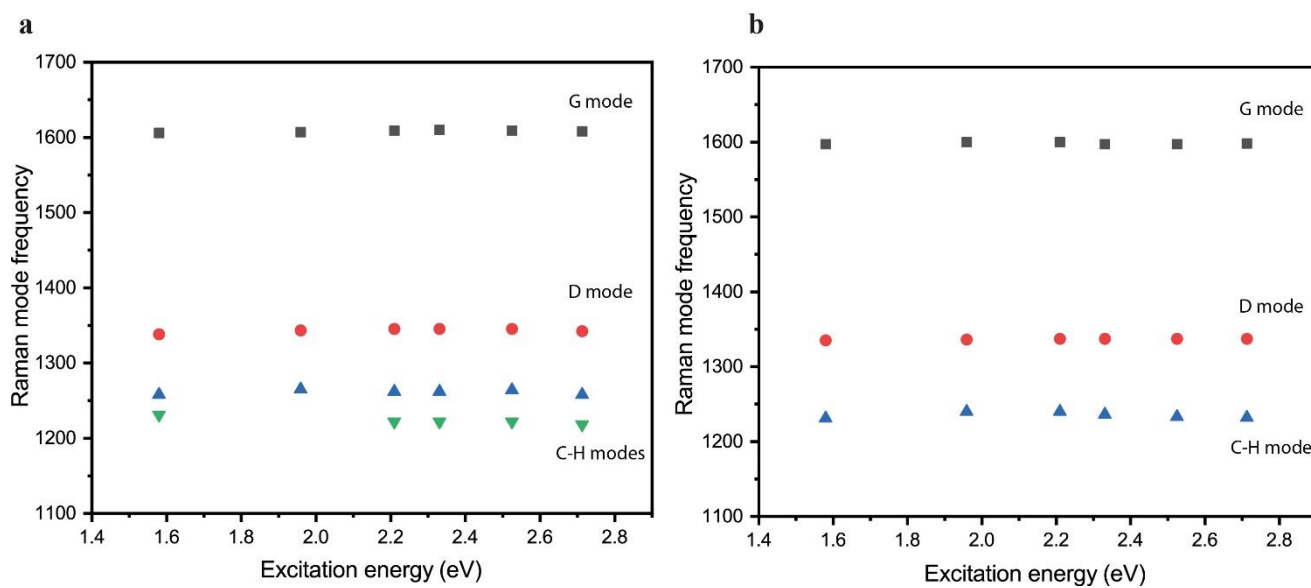 a
1700
1600
1500
1400
1300
1200
1100
Raman mode frequency
G mode
D mode
C-H modes
1.4 1.6 1.8 2.0 2.2 2.4 2.6 2.8
Excitation energy (eV)
b
1700
1600
1500
1400
1300
1200
1100
Raman mode frequency
G mode
D mode
C-H mode
1.4 1.6 1.8 2.0 2.2 2.4 2.6 2.8
Excitation energy (eV)